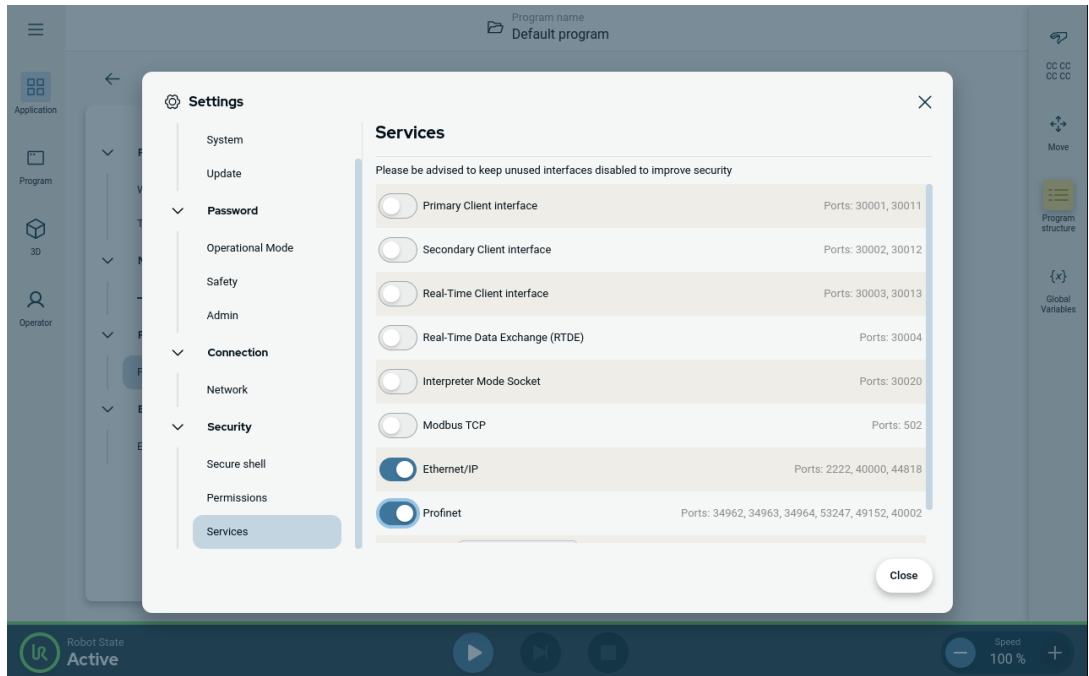 Program name
Default program
Application
Program
3D
Operator
Settings
System
Update
Password
Operational Mode
Safety
Admin
Connection
Network
Security
Secure shell
Permissions
Services
Services
Please be advised to keep unused interfaces disabled to improve security
Primary Client interface Ports: 30001, 30011
Secondary Client interface Ports: 30002, 30012
Real-Time Client interface Ports: 30003, 30013
Real-Time Data Exchange (RTDE) Ports: 30004
Interpreter Mode Socket Ports: 30020
Modbus TCP Ports: 502
Ethernet/IP Ports: 2222, 40000, 44818
Profinet Ports: 34962, 34963, 34964, 53247, 49152, 40002
Close
CC CC
CC CC
Move
Program
structure
{x}
Global
Variables
UR
Robot State
Active
Speed
100 %